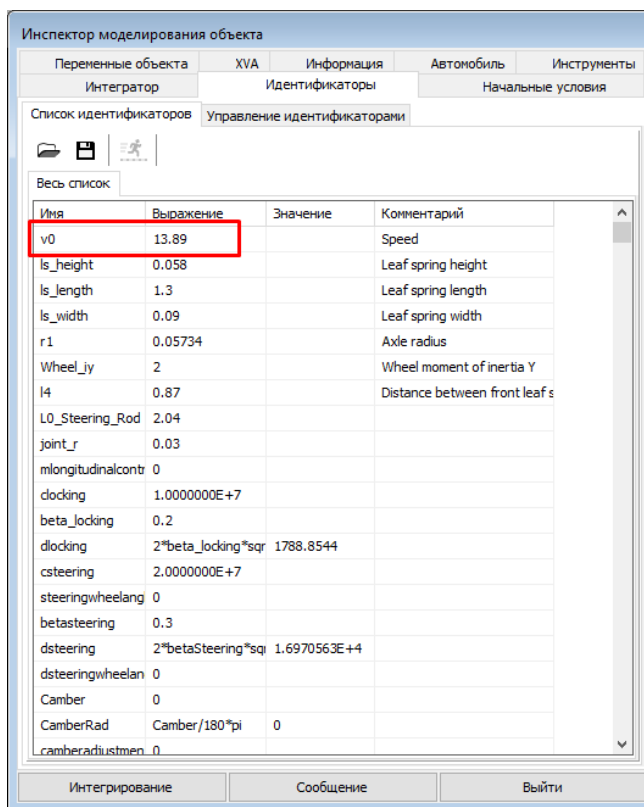 Инспектор моделирования объекта
Переменные объекта XVA Информация Автомобиль Инструменты
Интегратор Идентификаторы Начальные условия
Список идентификаторов Управление идентификаторами
Весь список
Имя Выражение Значение Комментарий
v0 13.89 Speed
ls_height 0.058 Leaf spring height
ls_length 1.3 Leaf spring length
ls_width 0.09 Leaf spring width
r1 0.05734 Axle radius
Wheel_iy 2 Wheel moment of inertia Y
l4 0.87 Distance between front leaf s
L0_Steering_Rod 2.04
joint_r 0.03
mlongitudinalcontr 0
clocking 1.0000000E+7
beta_locking 0.2
dlocking 2*beta_locking*sqr 1788.8544
csteering 2.0000000E+7
steeringwheelangl 0
betasteering 0.3
dsteering 2*betaSteering*sqr 1.6970563E+4
dsteeringwheelan 0
Camber 0
CamberRad Camber/180*pi 0
camberadjustmen 0
Интегрирование Сообщение Выйти